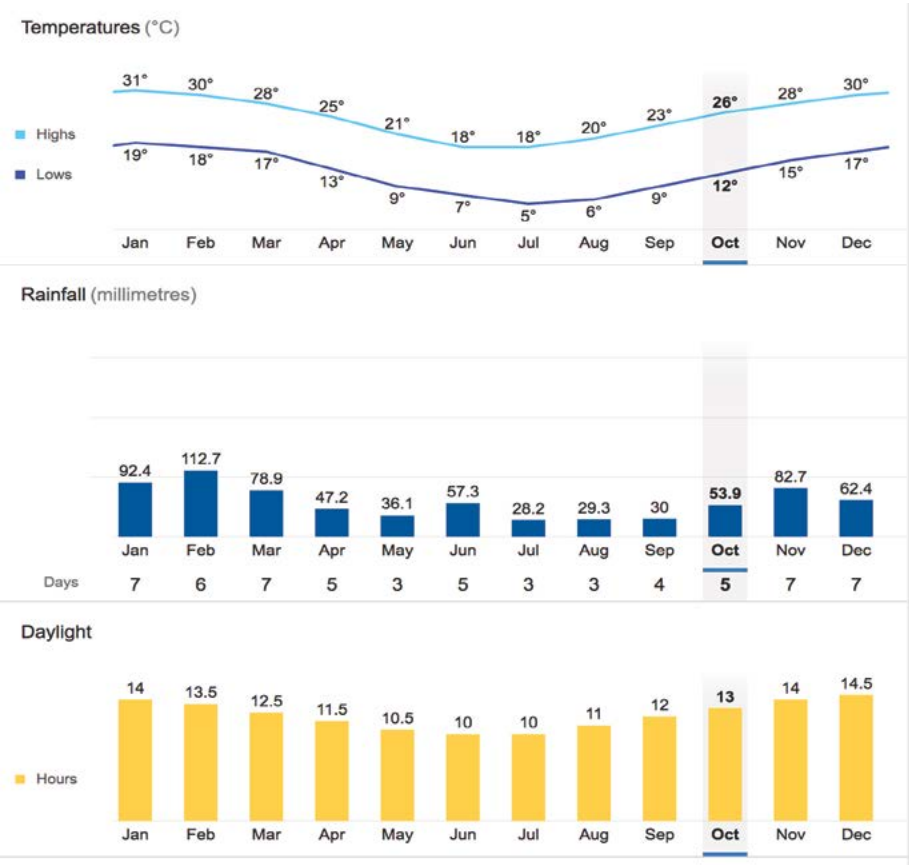 Temperatures (°C)
31° 30° 28° 25° 21° 18° 18° 20° 23° 26° 28° 30°
Highs
19° 18° 17° 13° 9° 7° 5° 6° 9° 12° 15° 17°
Lows
Jan Feb Mar Apr May Jun Jul Aug Sep Oct Nov Dec
Rainfall (millimetres)
92.4 112.7 78.9 47.2 36.1 57.3 28.2 29.3 30 53.9 82.7 62.4
Jan Feb Mar Apr May Jun Jul Aug Sep Oct Nov Dec
Days 7 6 7 5 3 5 3 3 4 5 7 7
Daylight
14 13.5 12.5 11.5 10.5 10 10 11 12 13 14 14.5
Hours
Jan Feb Mar Apr May Jun Jul Aug Sep Oct Nov Dec